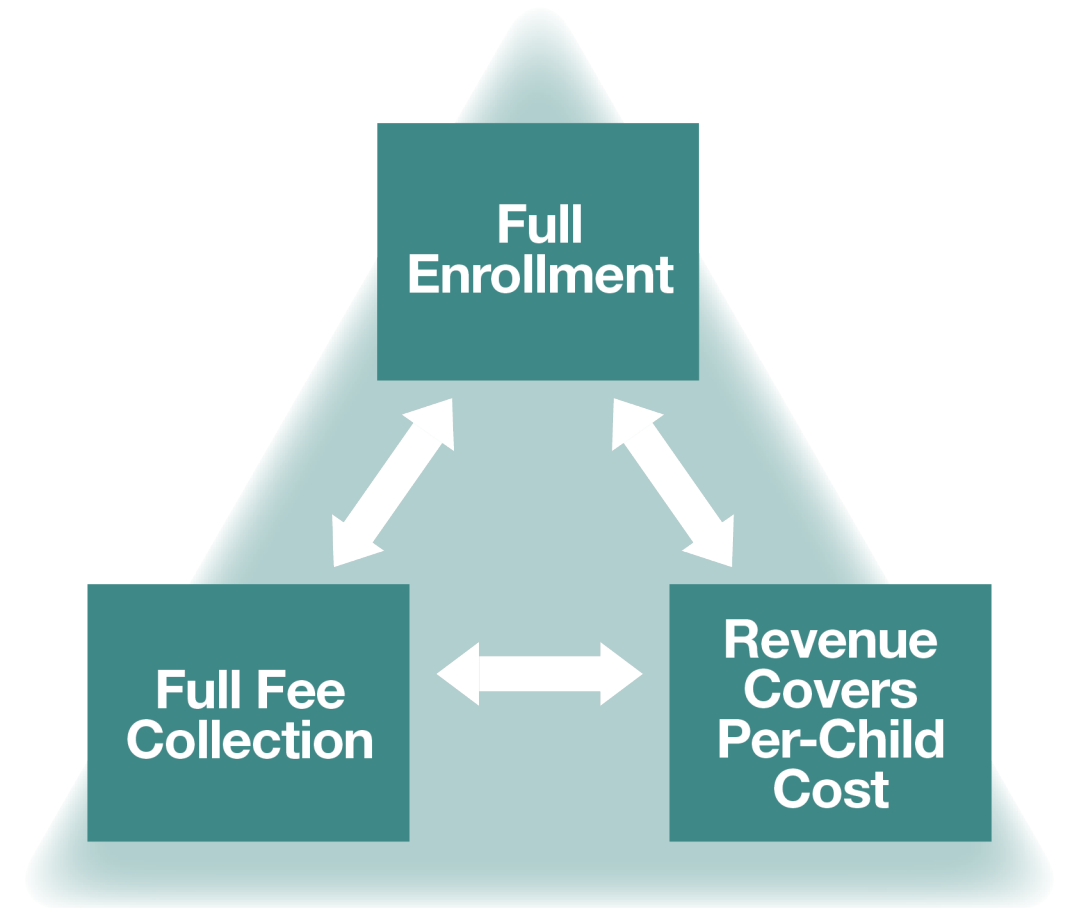 Full
Enrollment
Full Fee
Collection
Revenue
Covers
Per-Child
Cost